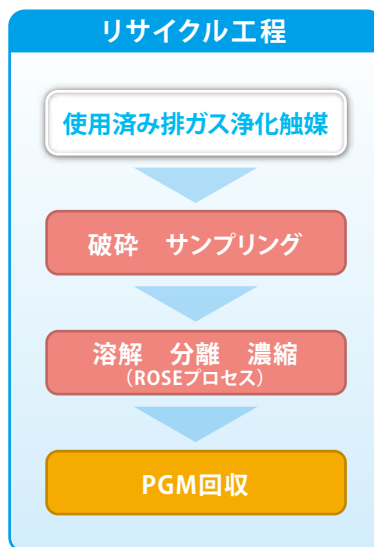 リサイクル工程
使用済み排ガス浄化触媒
破砕　サンプリング
溶解　分離　濃縮
（ROSEプロセス）
PGM回収